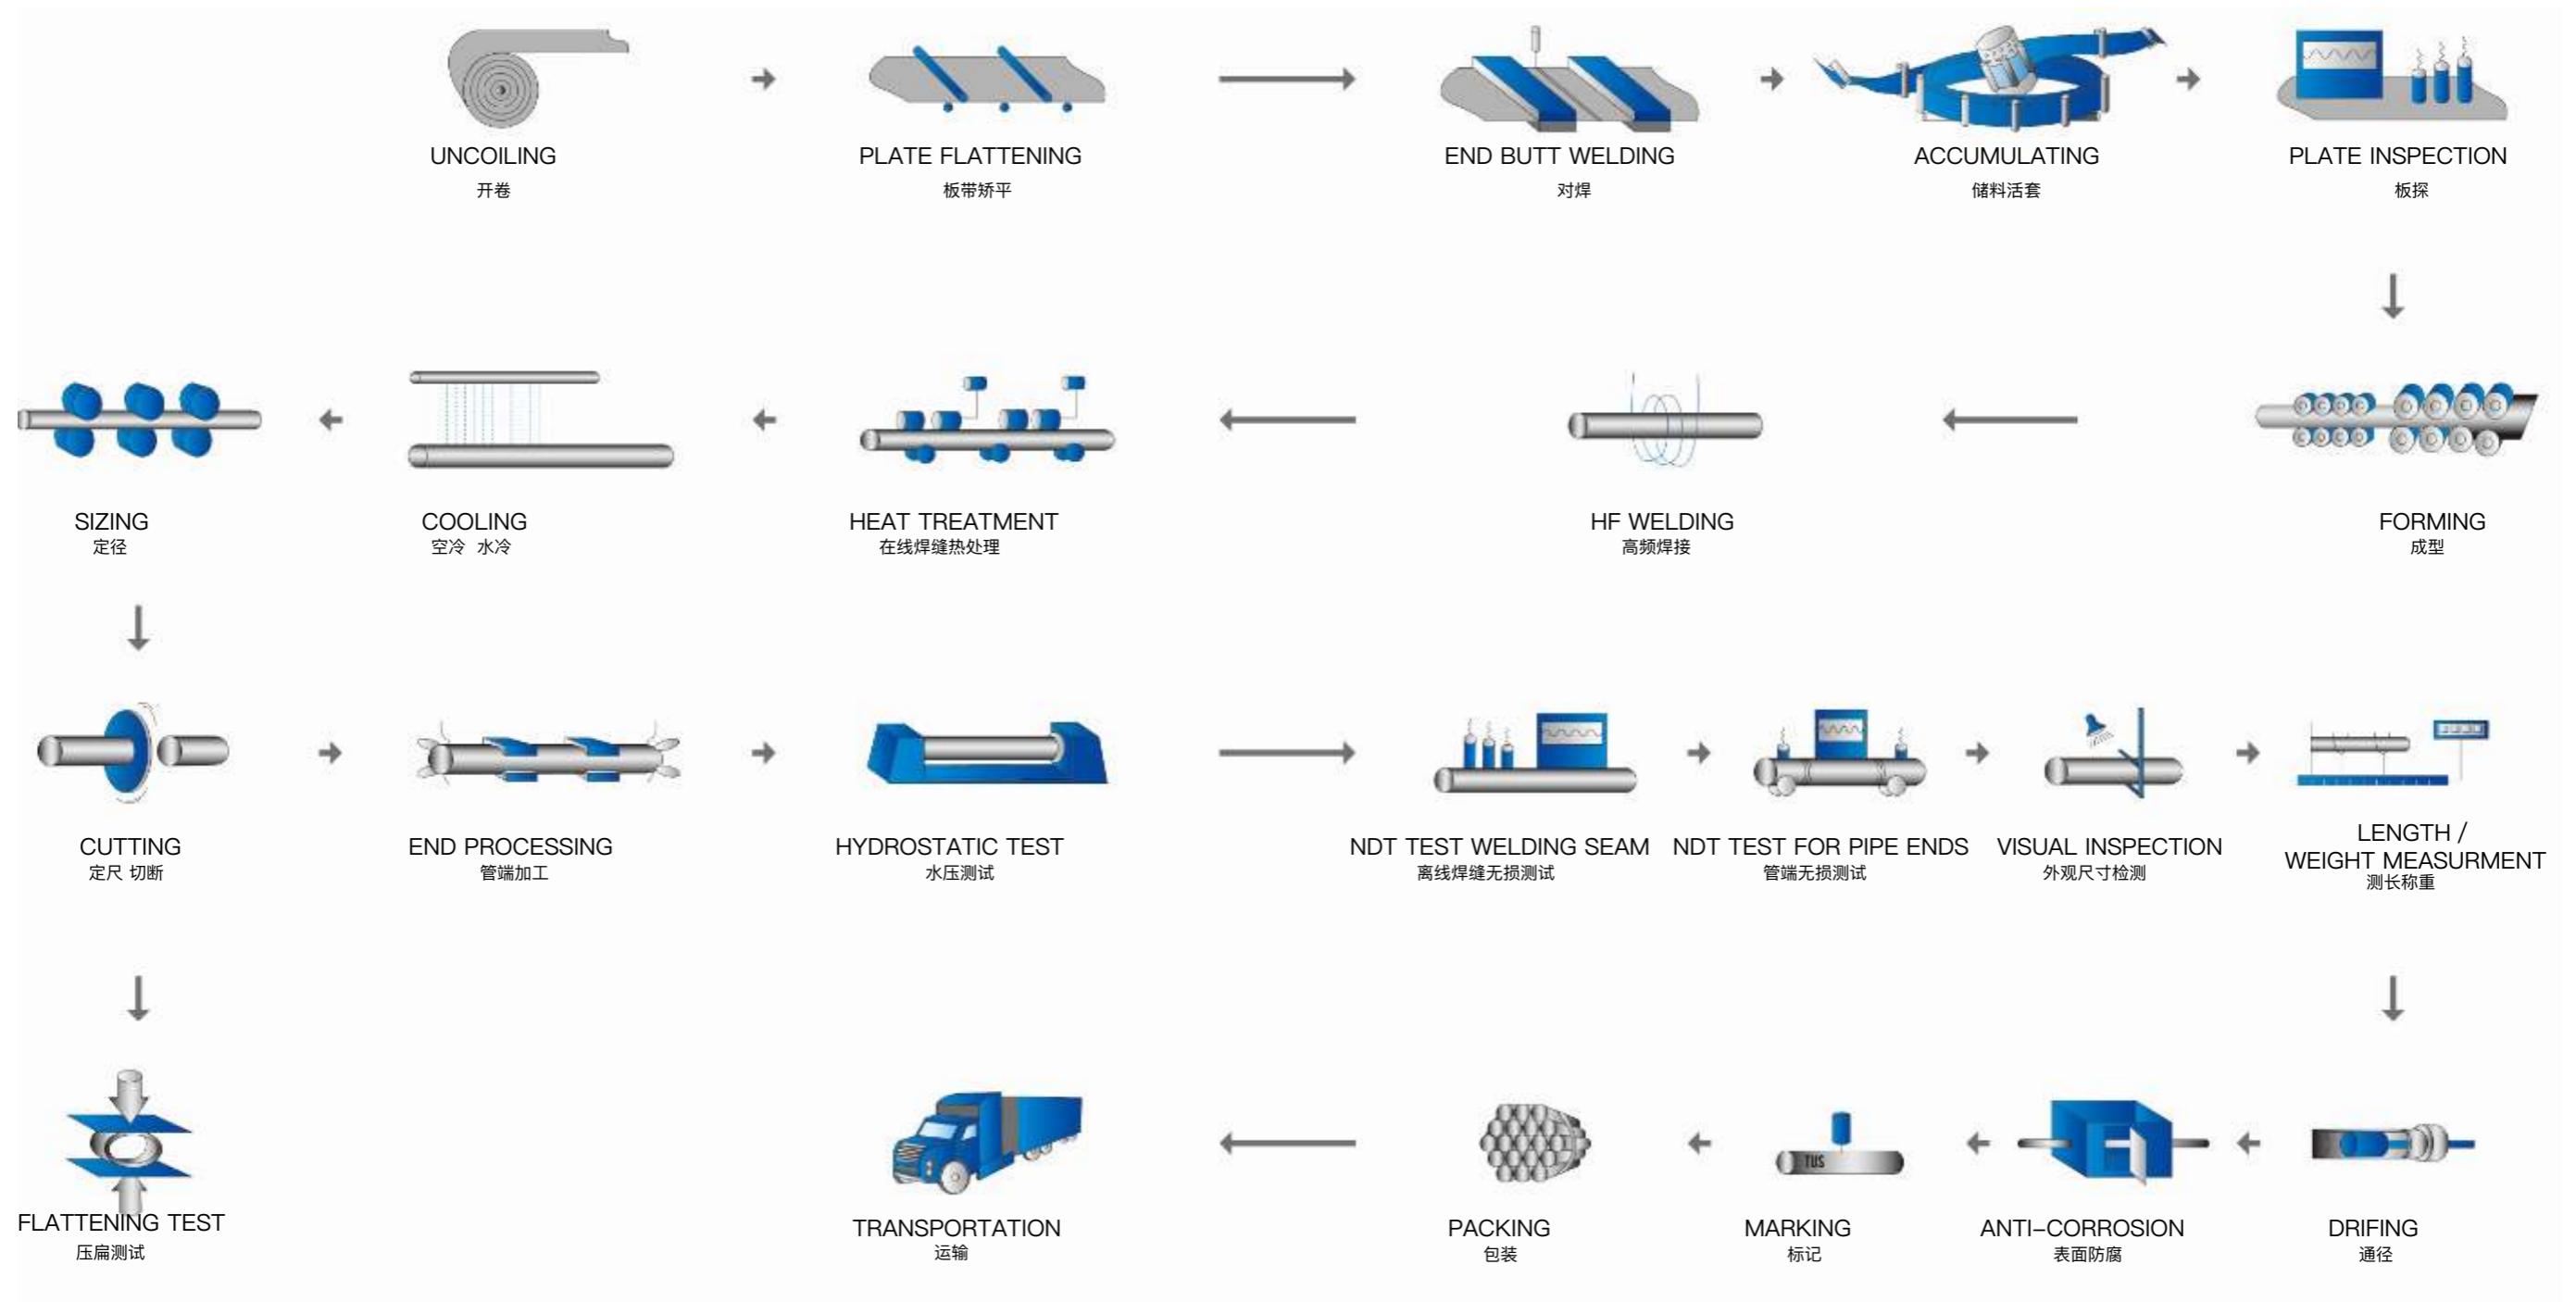 UNCOILING
开卷
PLATE FLATTENING
板带矫平
END BUTT WELDING
对焊
ACCUMULATING
储料活套
PLATE INSPECTION
板探
SIZING
定径
COOLING
空冷 水冷
HEAT TREATMENT
在线焊缝热处理
HF WELDING
高频焊接
FORMING
成型
CUTTING
定尺 切断
END PROCESSING
管端加工
HYDROSTATIC TEST
水压测试
NDT TEST WELDING SEAM
离线焊缝无损测试
NDT TEST FOR PIPE ENDS
管端无损测试
VISUAL INSPECTION
外观尺寸检测
LENGTH /
WEIGHT MEASURMENT
测长称重
FLATTENING TEST
压扁测试
TRANSPORTATION
运输
PACKING
包装
TUS
MARKING
标记
ANTI-CORROSION
表面防腐
DRIFING
通径